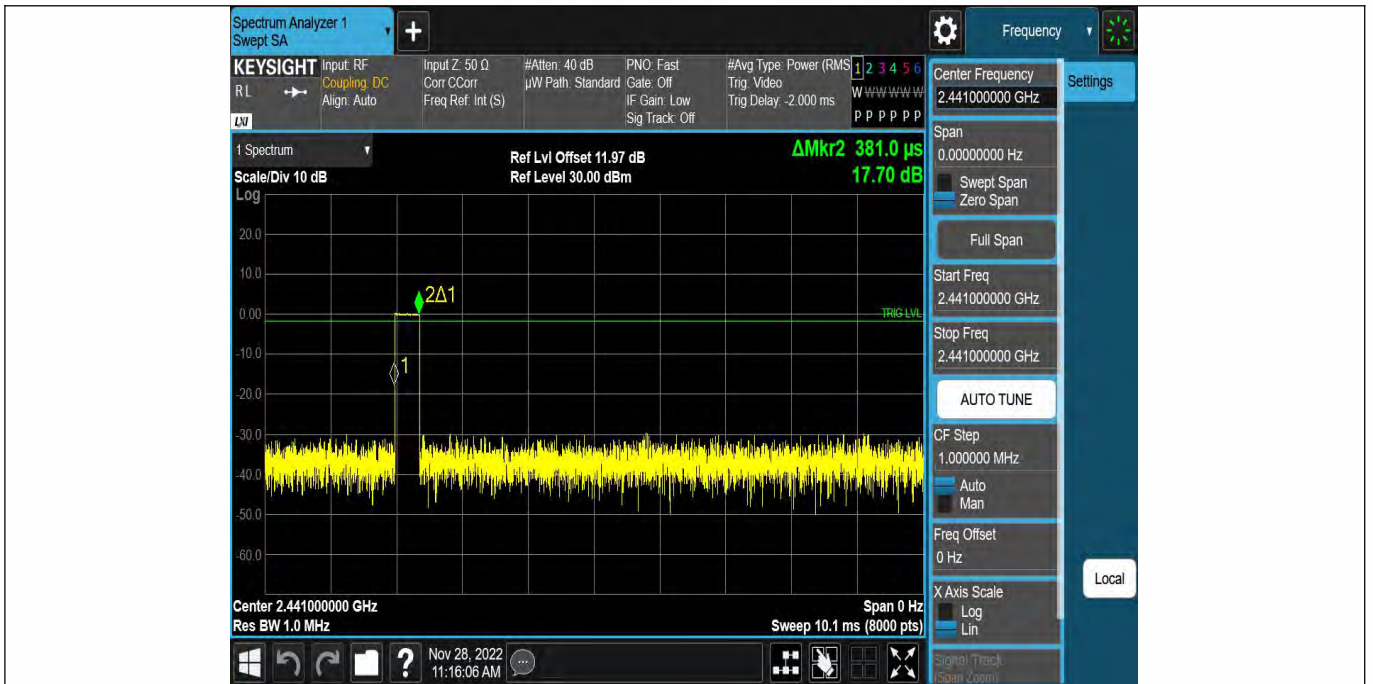 Spectrum Analyzer 1
Swept SA
+
Frequency
KEYSIGHT
RL
LXI
Input: RF
Coupling: DC
Align: Auto
Input Z: 50 Ω
Corr CCorr
Freq Ref: Int (S)
#Atten: 40 dB
µW Path: Standard
PNO: Fast
Gate: Off
IF Gain: Low
Sig Track: Off
#Avg Type: Power (RMS
Trig: Video
Trig Delay: -2.000 ms
1 2 3 4 5 6
W W W W W W
P P P P P P
1 Spectrum
Scale/Div 10 dB
Log
Ref Lvl Offset 11.97 dB
Ref Level 30.00 dBm
ΔMkr2 381.0 µs
17.70 dB
20.0
10.0
0.00
-10.0
-20.0
-30.0
-40.0
-50.0
-60.0
2Δ1
1
TRIG LVL
Center 2.441000000 GHz
Res BW 1.0 MHz
Span 0 Hz
Sweep 10.1 ms (8000 pts)
Center Frequency
2.441000000 GHz
Settings
Span
0.00000000 Hz
Swept Span
Zero Span
Full Span
Start Freq
2.441000000 GHz
Stop Freq
2.441000000 GHz
AUTO TUNE
CF Step
1.000000 MHz
Auto
Man
Freq Offset
0 Hz
X Axis Scale
Log
Lin
Signal Track
(Span Zoom)
Local
?
Nov 28, 2022
11:16:06 AM